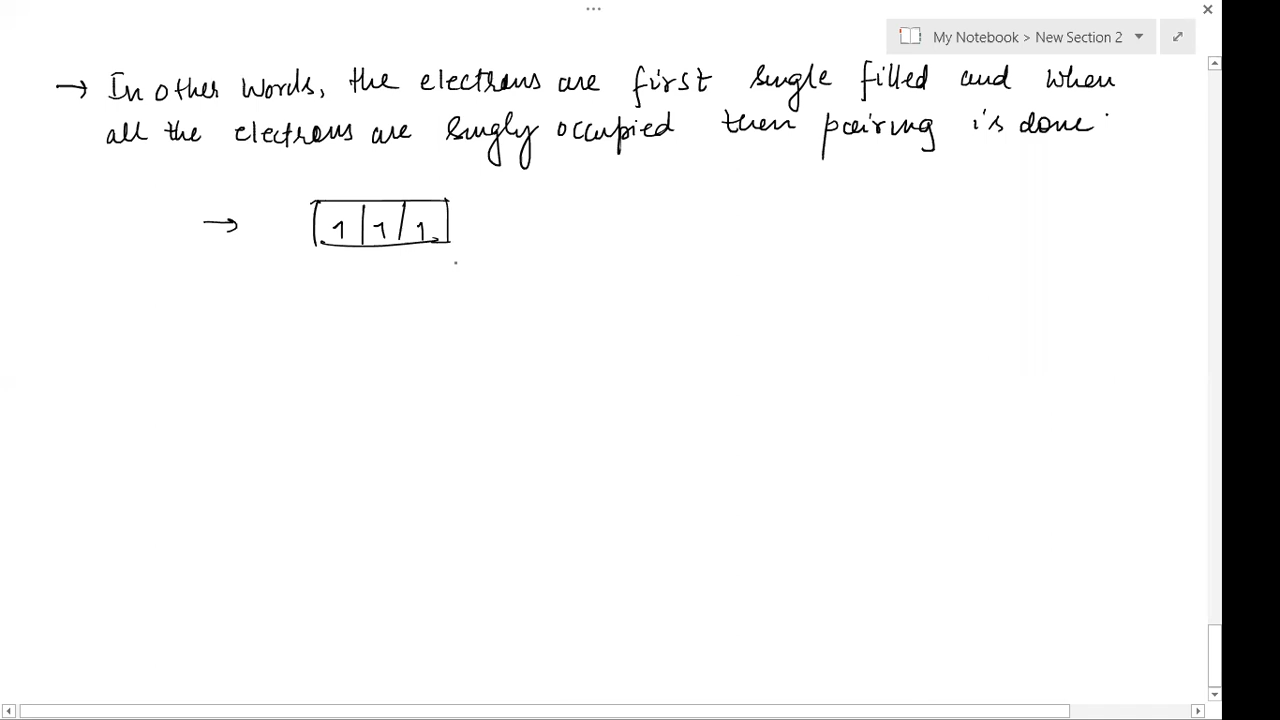 ...
My Notebook > New Section 2
→ In other words, the electrons are first single filled and when
all the electrons are singly occupied then pairing is done.
→ 1 | 1 | 1